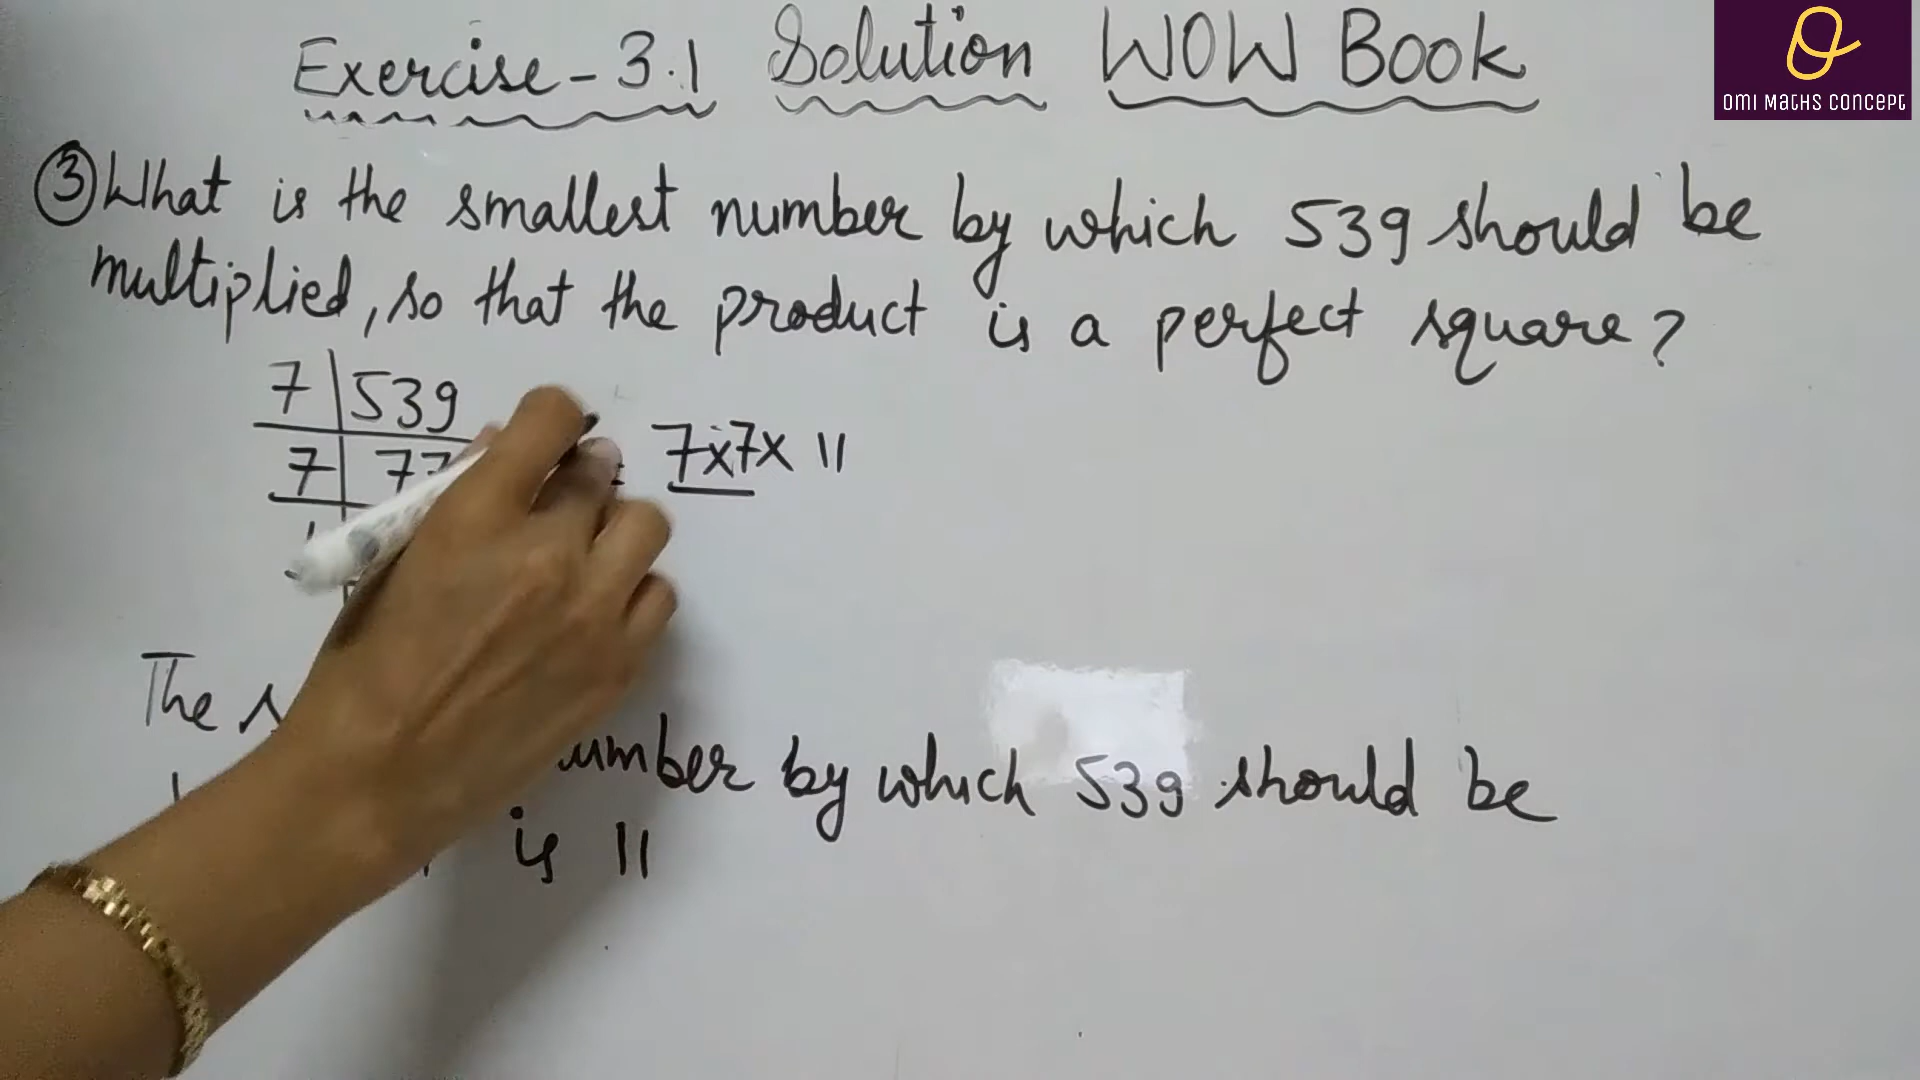 Exercise - 3.1 Solution WOW Book
OMI MATHS CONCEPT
③ What is the smallest number by which 539 should be
multiplied, so that the product is a perfect square?
7 | 539
7 | 77 = 7x7x 11
The
by which 539 should be
is 11